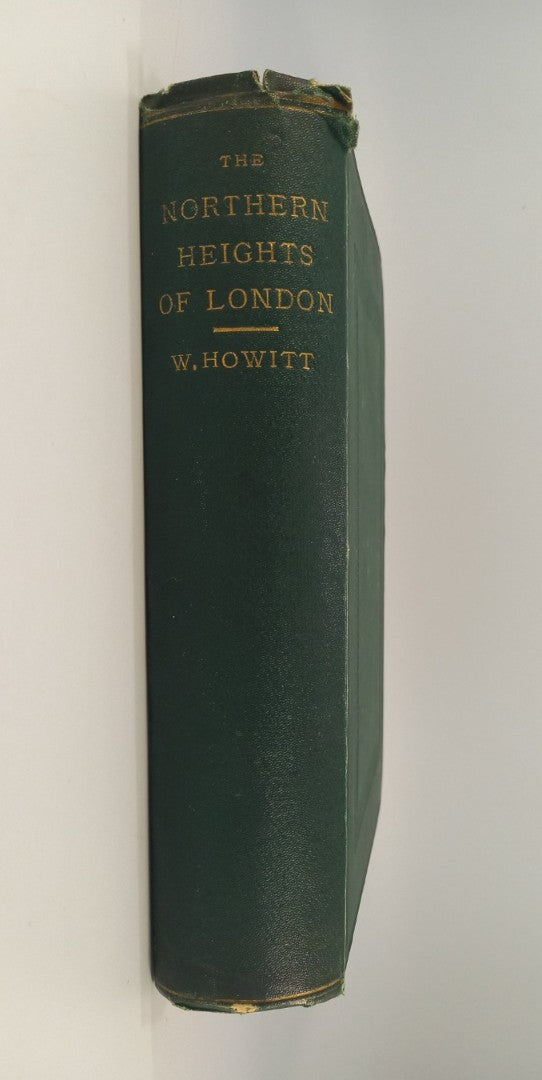 THE
NORTHERN
HEIGHTS
OF LONDON
W. HOWITT